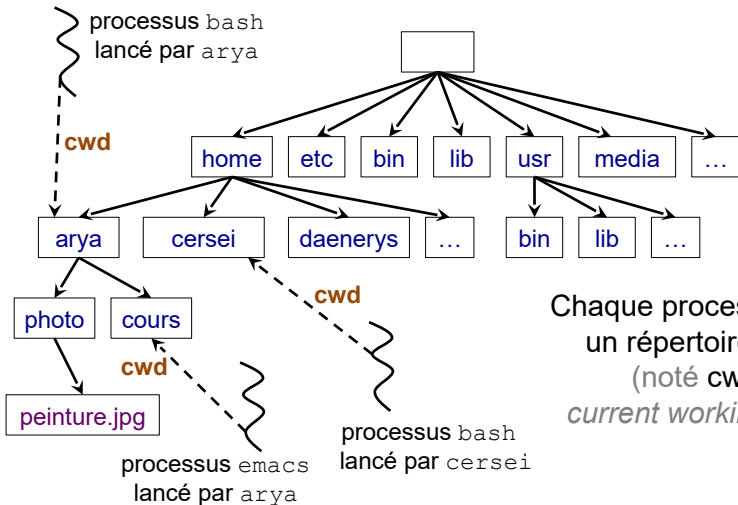 processus bash
lancé par arya
cwd
home
etc
bin
lib
usr
media
...
arya
cersei
daenerys
...
bin
lib
...
photo
cours
cwd
cwd
peinture.jpg
processus emacs
lancé par arya
processus bash
lancé par cersei
Chaque proces
un répertoire
(noté cw
current workin